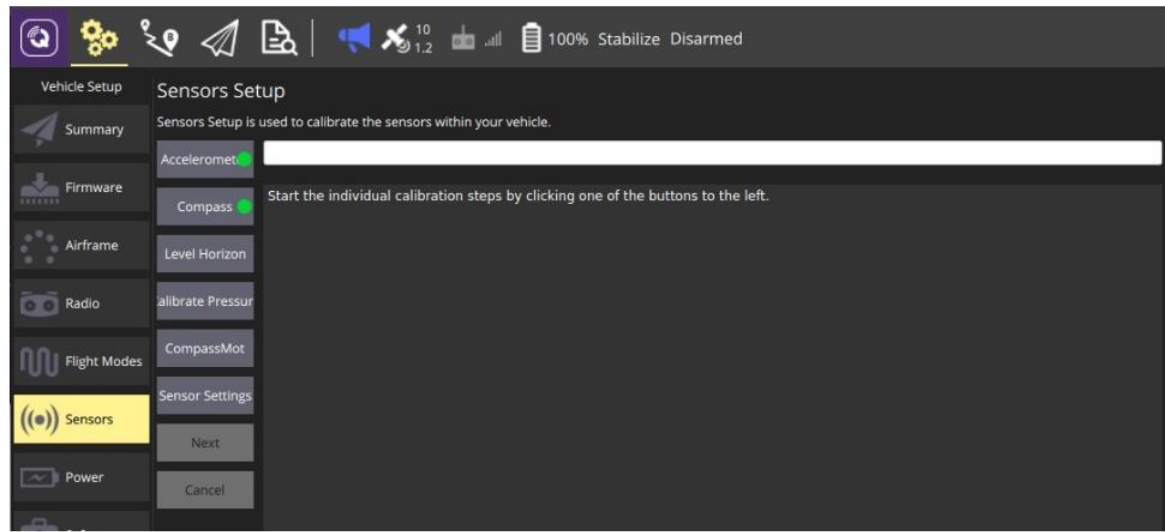 10
1.2
100% Stabilize Disarmed
Vehicle Setup
Summary
Firmware
Airframe
Radio
Flight Modes
Sensors
Power
Sensors Setup
Sensors Setup is used to calibrate the sensors within your vehicle.
Acceleromet
Compass
Level Horizon
alibrate Pressur
CompassMot
Sensor Settings
Next
Cancel
Start the individual calibration steps by clicking one of the buttons to the left.